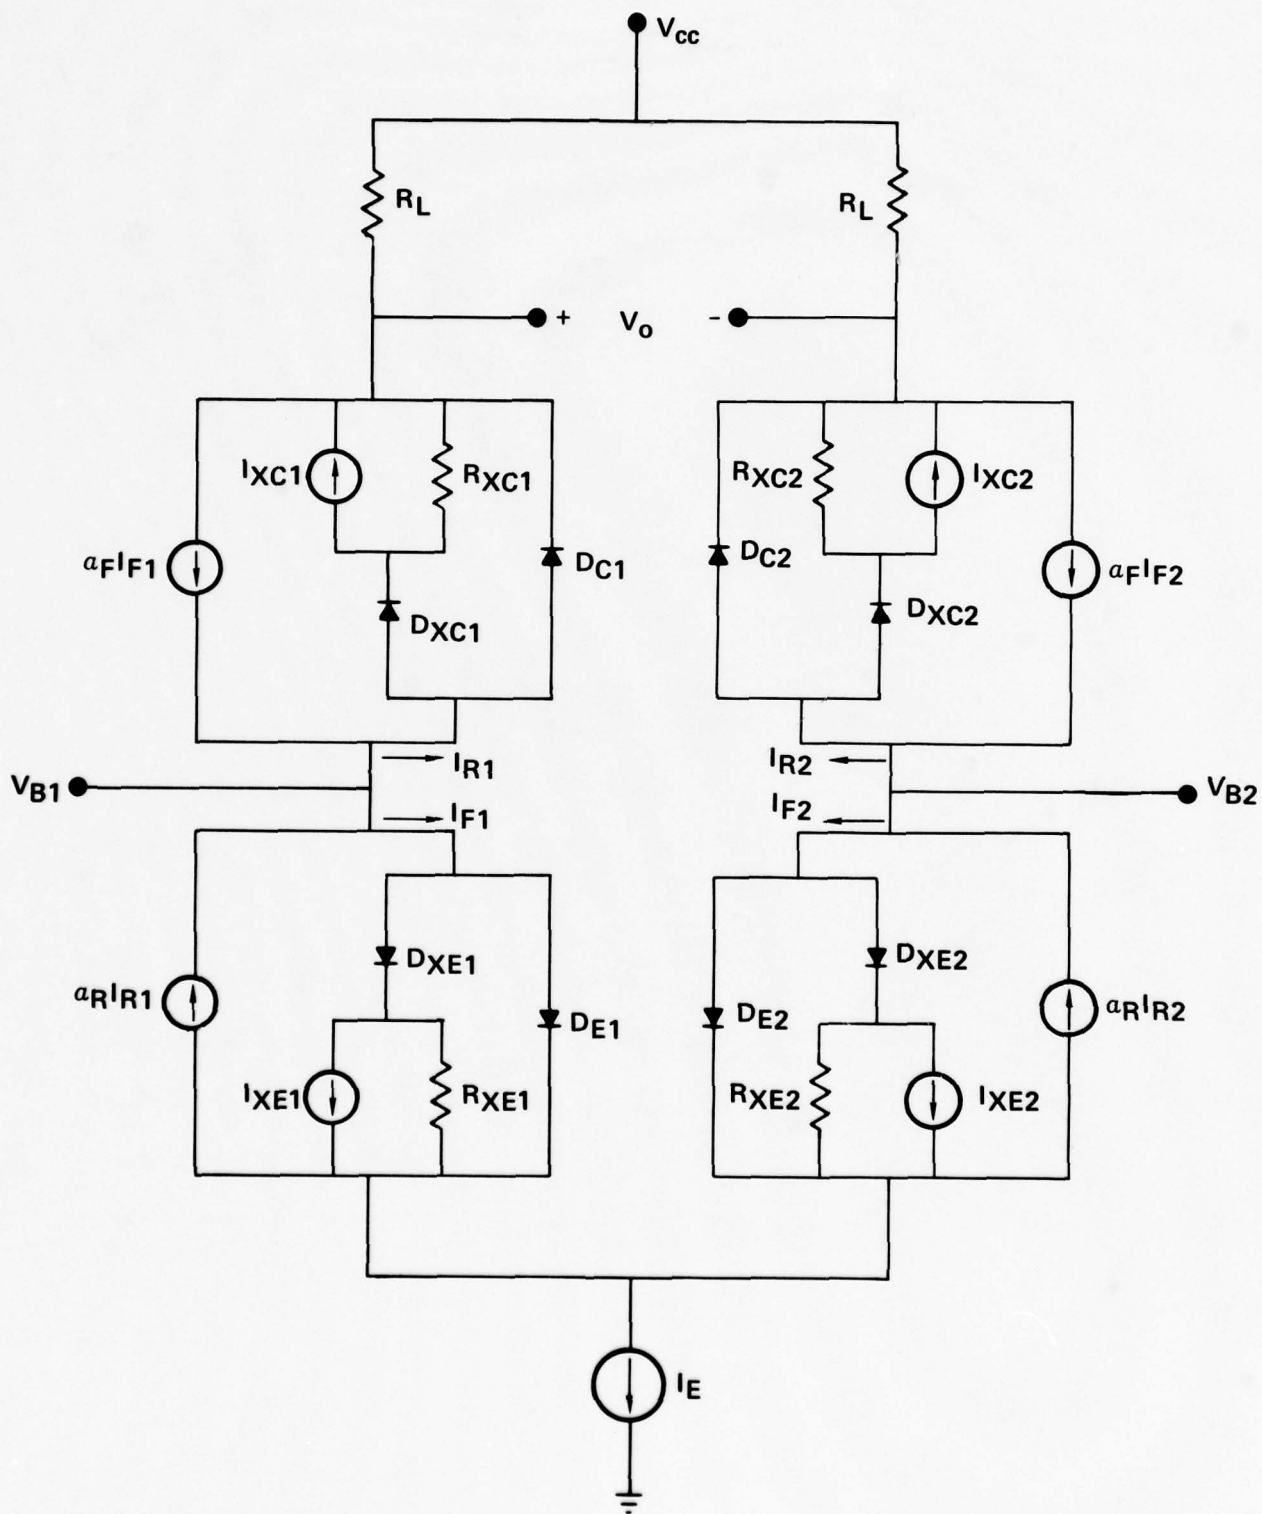 Vcc
RL
RL
+ Vo -
IXC1
RXC1
RXC2
IXC2
αFIF1
DC1
DC2
αFIF2
DXC1
DXC2
IR1
IR2
VB1
VB2
IF1
IF2
DXE1
DXE2
αRIR1
DE1
DE2
αRIR2
IXE1
RXE1
RXE2
IXE2
IE